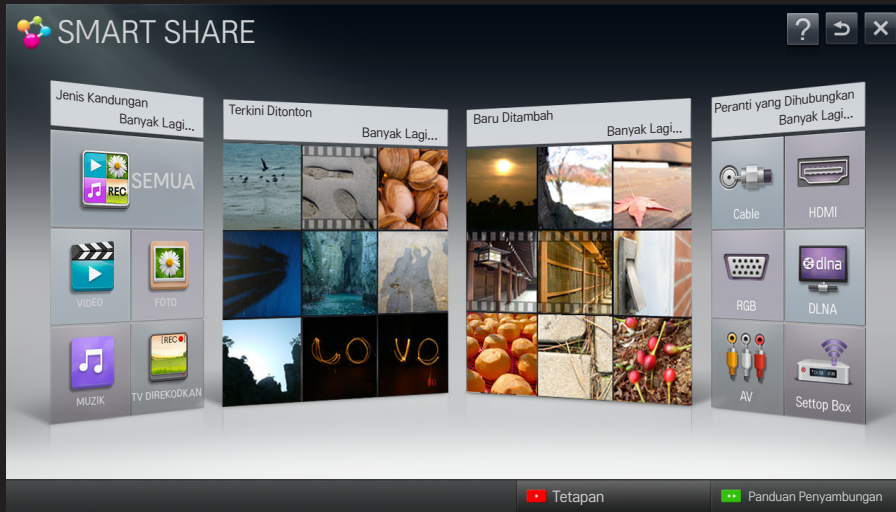 SMART SHARE
?
Jenis Kandungan
Banyak Lagi...
SEMUA
REC
VIDEO
FOTO
MUZIK
REC
TV DIREKODKAN
Terkini Ditonton
Banyak Lagi...
LOVO
Baru Ditambah
Banyak Lagi...
Peranti yang Dihubungkan
Banyak Lagi...
Cable
HDMI
RGB
dlna
DLNA
AV
Settop Box
Tetapan
Panduan Penyambungan